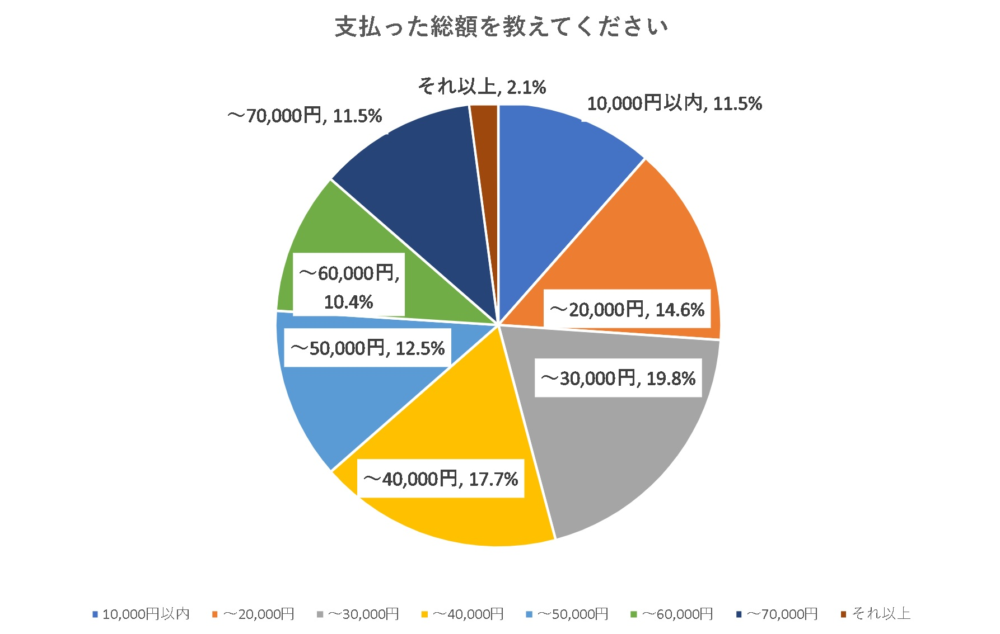 支払った総額を教えてください
それ以上, 2.1%
10,000円以内, 11.5%
～70,000円, 11.5%
～60,000円,
10.4%
～20,000円, 14.6%
～50,000円, 12.5%
～30,000円, 19.8%
～40,000円, 17.7%
10,000円以内 ～20,000円 ～30,000円 ～40,000円 ～50,000円 ～60,000円 ～70,000円 それ以上